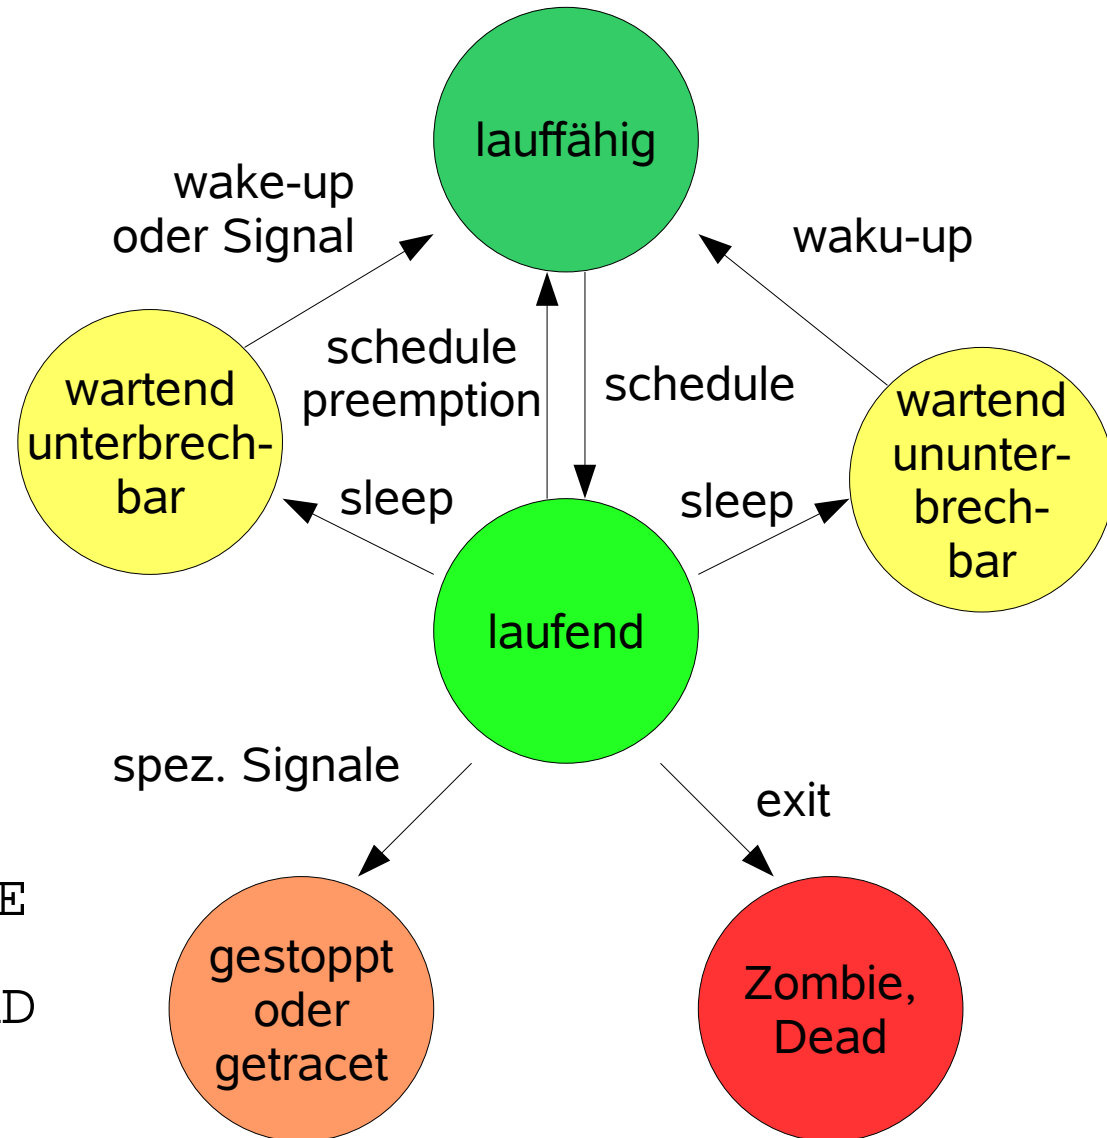 lauffähig
wake-up
oder Signal
waku-up
schedule
preemption
schedule
wartend
unterbrech-
bar
wartend
ununter-
brech-
bar
sleep
sleep
laufend
spez. Signale
exit
E
D
gestoppt
oder
getracet
Zombie,
Dead